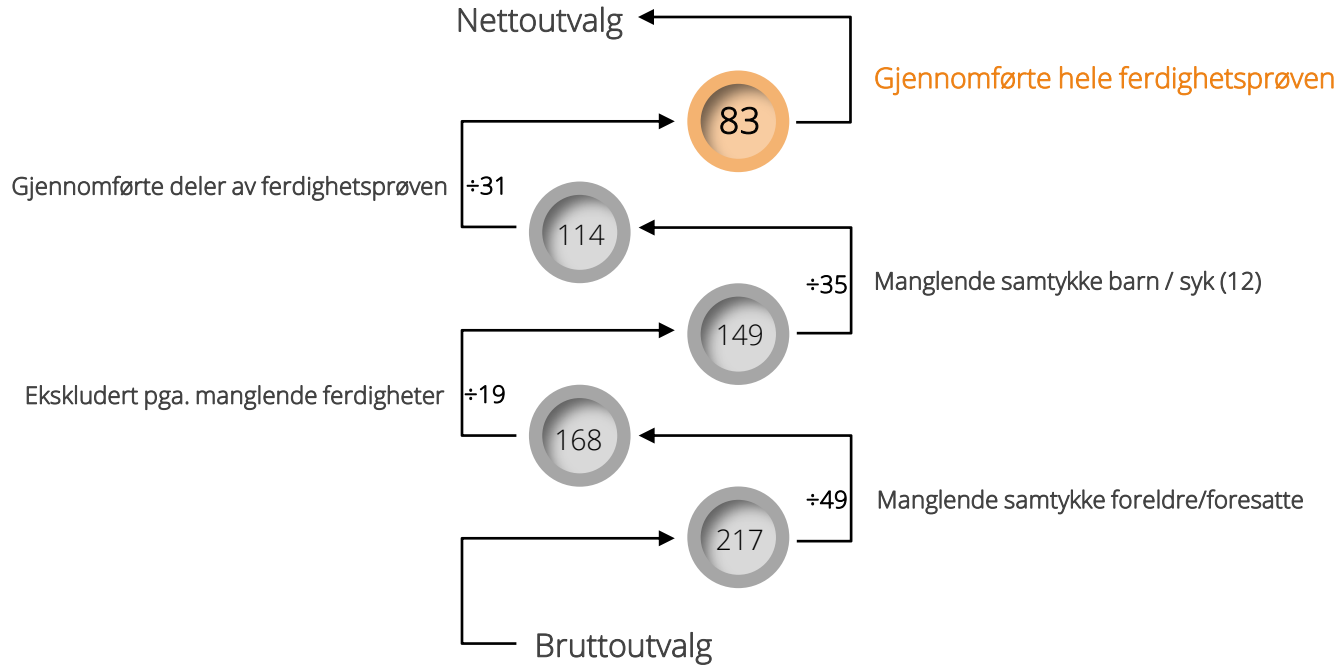 Nettoutvalg
Gjennomførte hele ferdighetsprøven
83
Gjennomførte deler av ferdighetsprøven
÷31
114
÷35
Manglende samtykke barn / syk (12)
149
Ekskludert pga. manglende ferdigheter
÷19
168
÷49
Manglende samtykke foreldre/foresatte
217
Bruttoutvalg